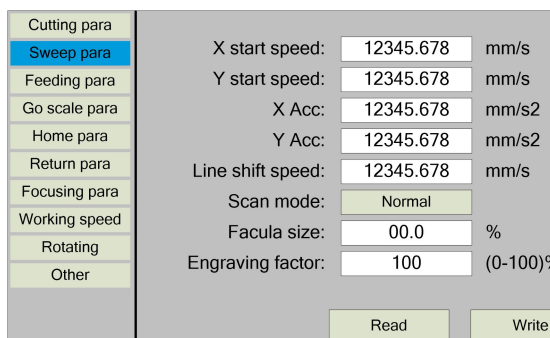 Cutting para
Sweep para
Feeding para
Go scale para
Home para
Return para
Focusing para
Working speed
Rotating
Other
X start speed: 12345.678 mm/s
Y start speed: 12345.678 mm/s
X Acc: 12345.678 mm/s2
Y Acc: 12345.678 mm/s2
Line shift speed: 12345.678 mm/s
Scan mode: Normal
Facula size: 00.0 %
Engraving factor: 100 (0-100)%
Read Write